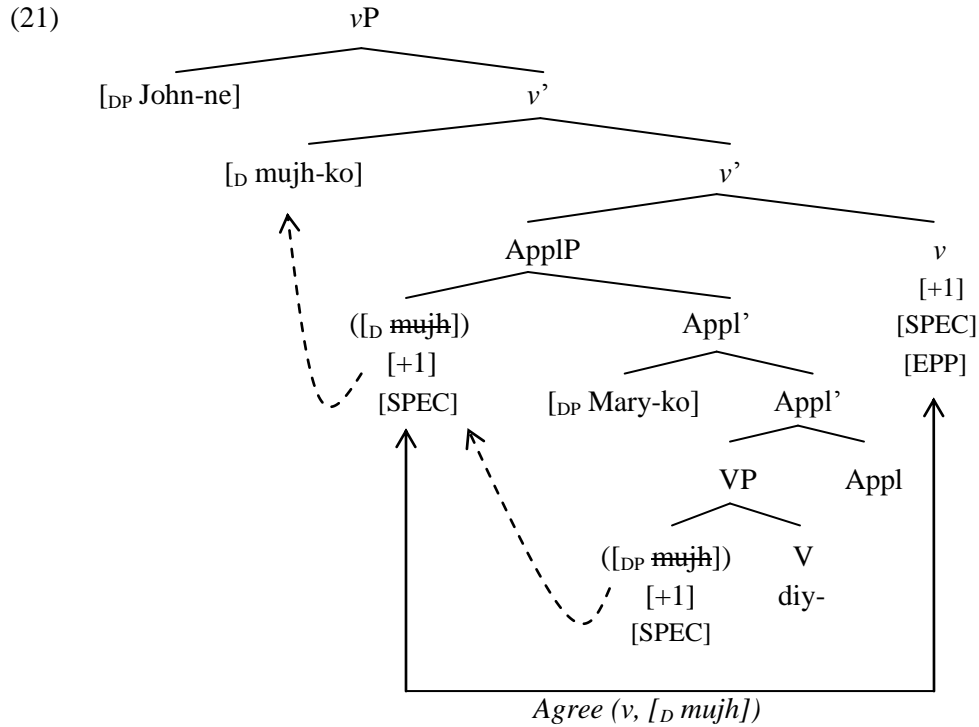 (21) vP
[DP John-ne] v’
[D mujh-ko] v’
ApplP v
([D mujh]) Appl’ [+1]
[+1] [SPEC]
[SPEC] [DP Mary-ko] Appl’ [EPP]
VP Appl
([DP mujh]) V
[+1] diy-
[SPEC]
Agree (v, [D mujh])